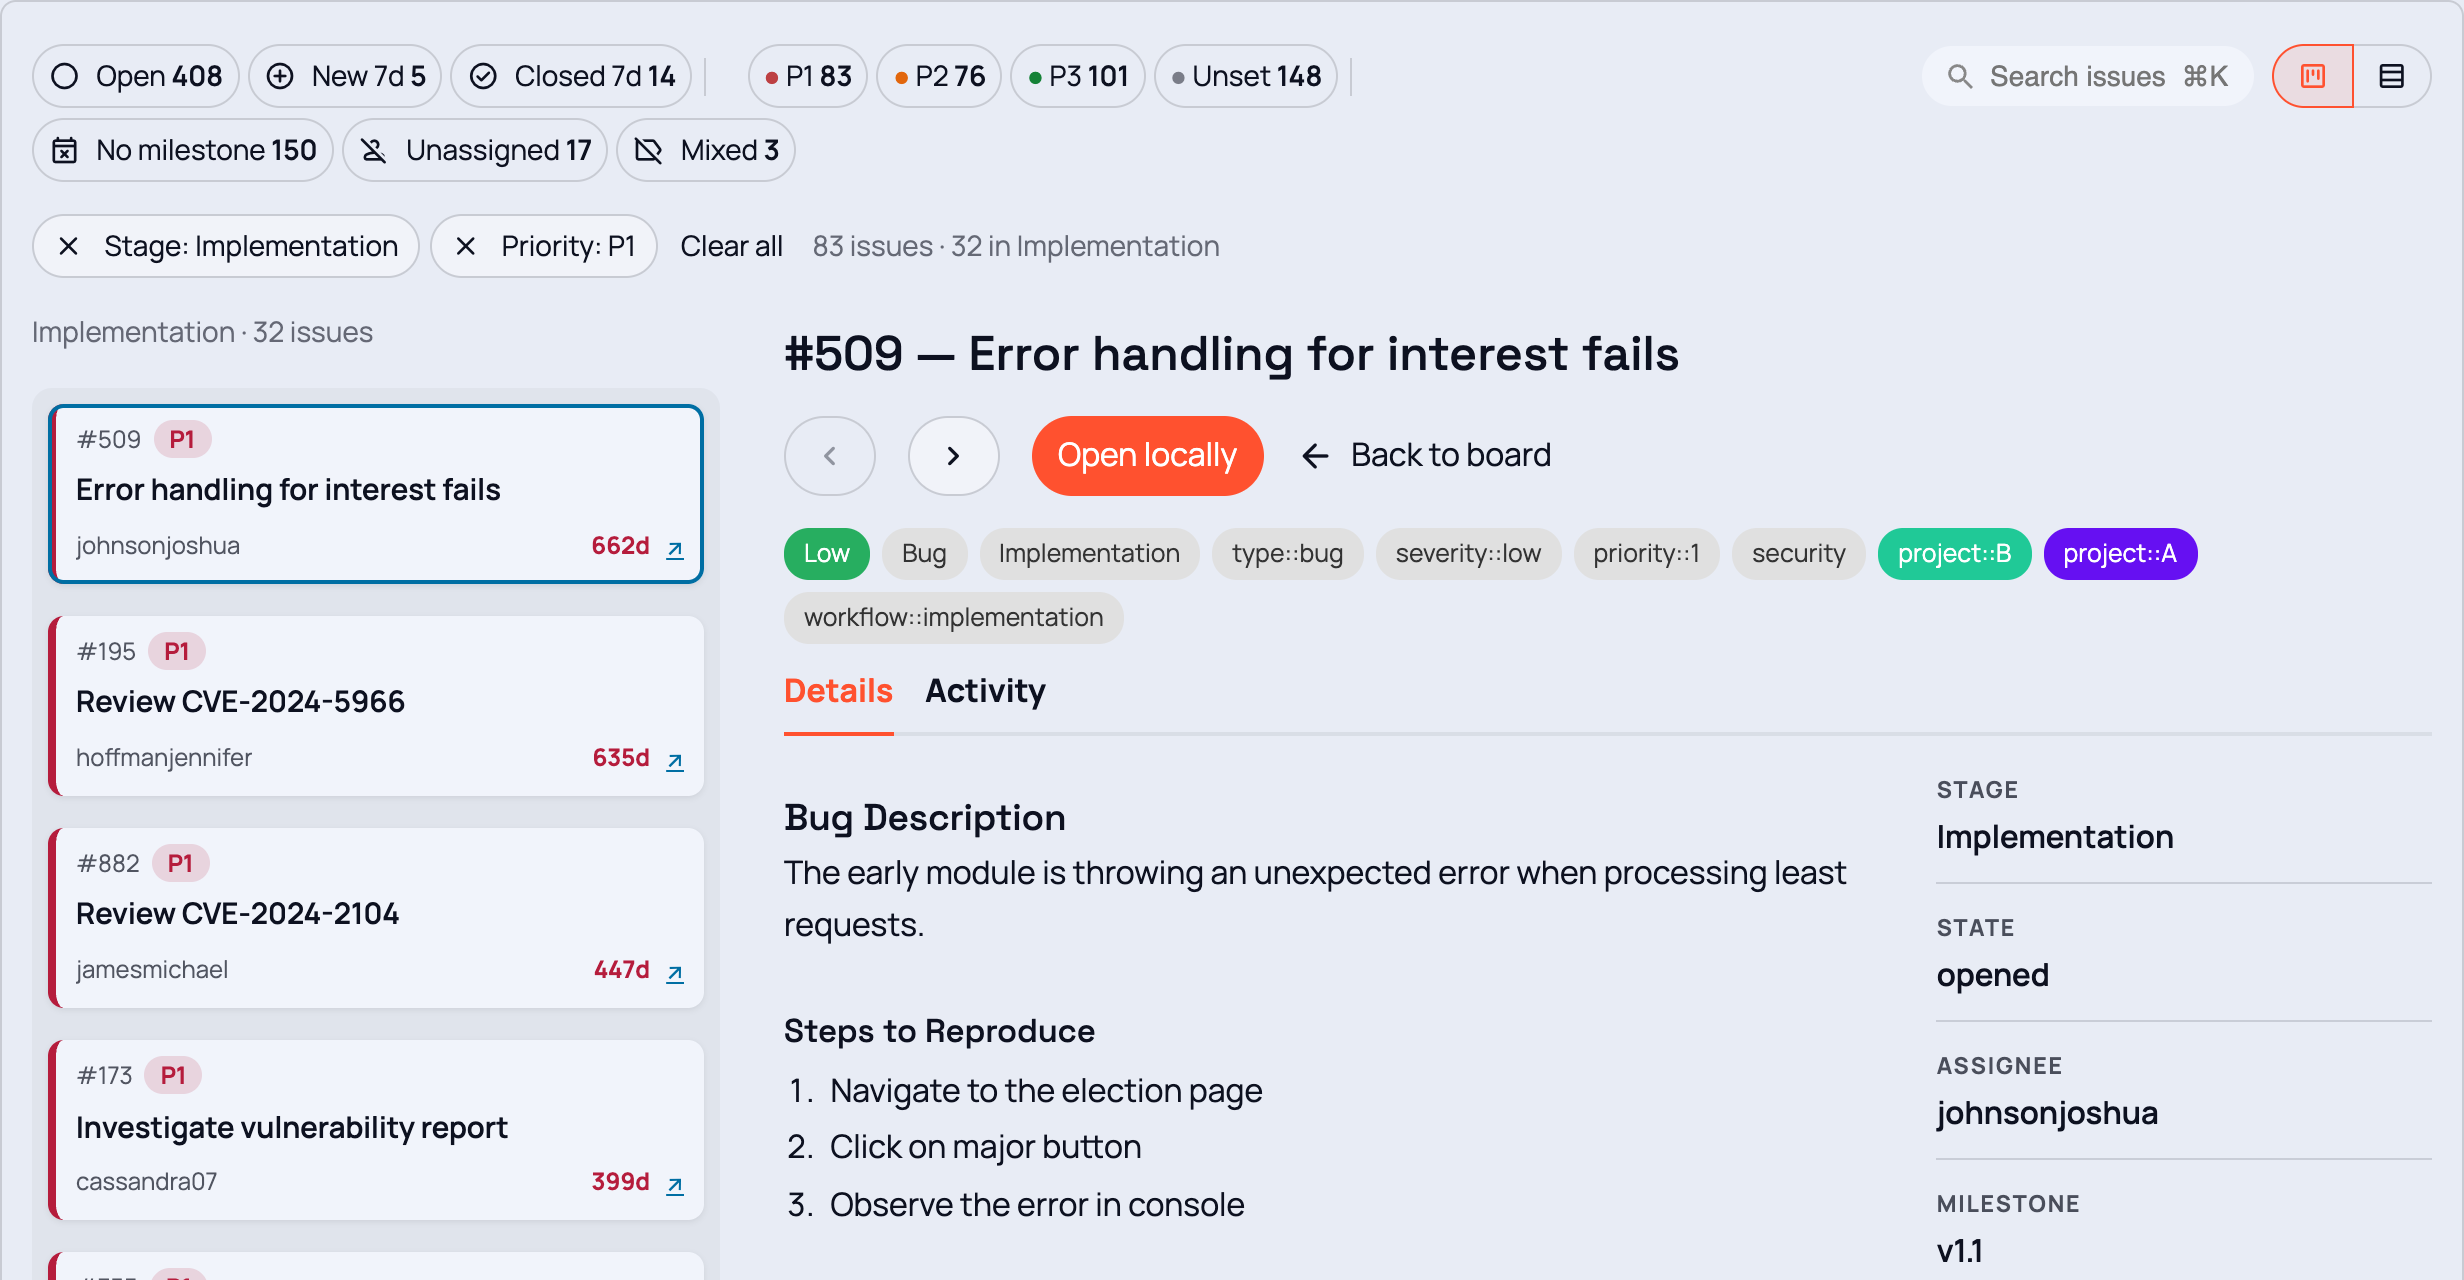 Open 408 New 7d 5 Closed 7d 14 P1 83 P2 76 P3 101 Unset 148 Search issues ⌘K
No milestone 150 Unassigned 17 Mixed 3
Stage: Implementation Priority: P1 Clear all 83 issues · 32 in Implementation
Implementation · 32 issues
#509 P1
Error handling for interest fails
johnsonjoshua 662d
#195 P1
Review CVE-2024-5966
hoffmanjennifer 635d
#882 P1
Review CVE-2024-2104
jamesmichael 447d
#173 P1
Investigate vulnerability report
cassandra07 399d
#509 — Error handling for interest fails
Open locally Back to board
Low Bug Implementation type::bug severity::low priority::1 security project::B project::A
workflow::implementation
Details Activity
Bug Description
The early module is throwing an unexpected error when processing least
requests.
Steps to Reproduce
1. Navigate to the election page
2. Click on major button
3. Observe the error in console
STAGE
Implementation
STATE
opened
ASSIGNEE
johnsonjoshua
MILESTONE
v1.1